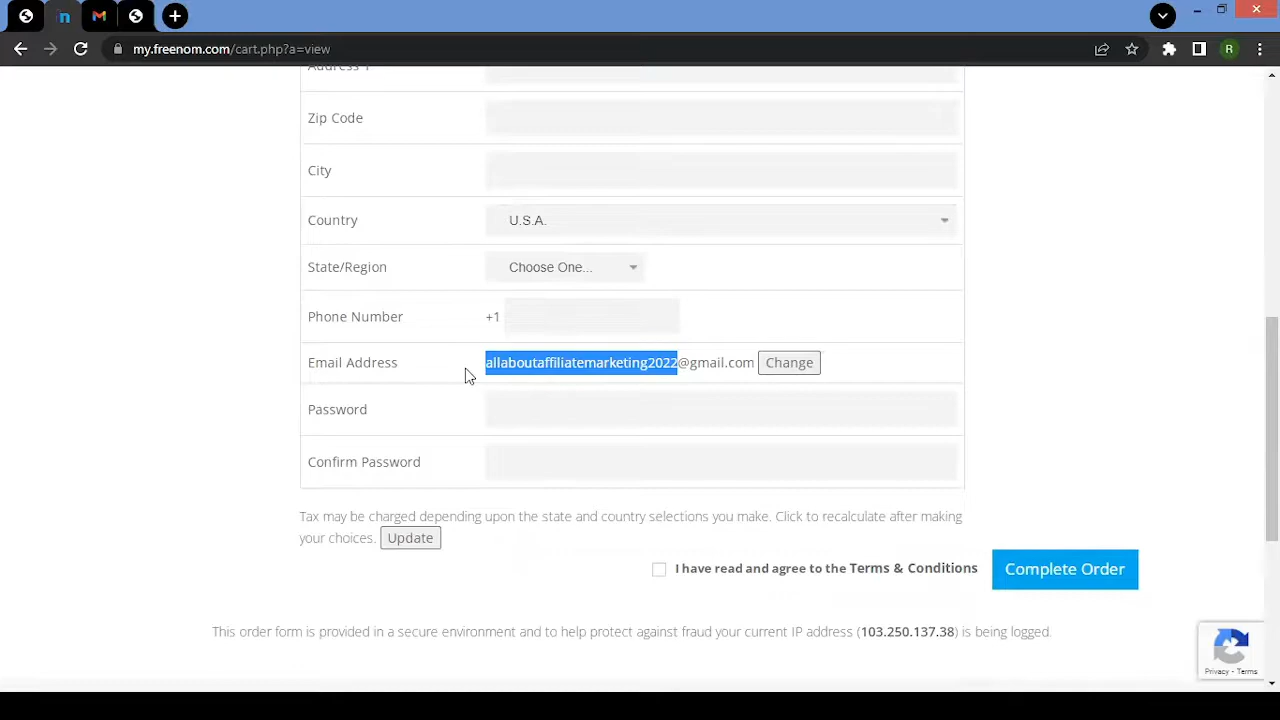 my.freenom.com/cart.php?a=view
R
Address 1
Zip Code
City
Country U.S.A.
State/Region Choose One...
Phone Number +1
Email Address allaboutaffiliatemarketing2022@gmail.com Change
Password
Confirm Password
Tax may be charged depending upon the state and country selections you make. Click to recalculate after making
your choices. Update
I have read and agree to the Terms & Conditions Complete Order
This order form is provided in a secure environment and to help protect against fraud your current IP address (103.250.137.38) is being logged.
Privacy - Terms